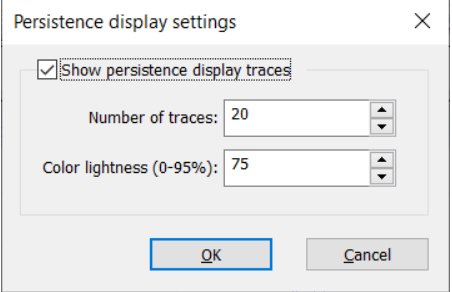 Persistence display settings
Show persistence display traces
Number of traces: 20
Color lightness (0-95%): 75
OK Cancel